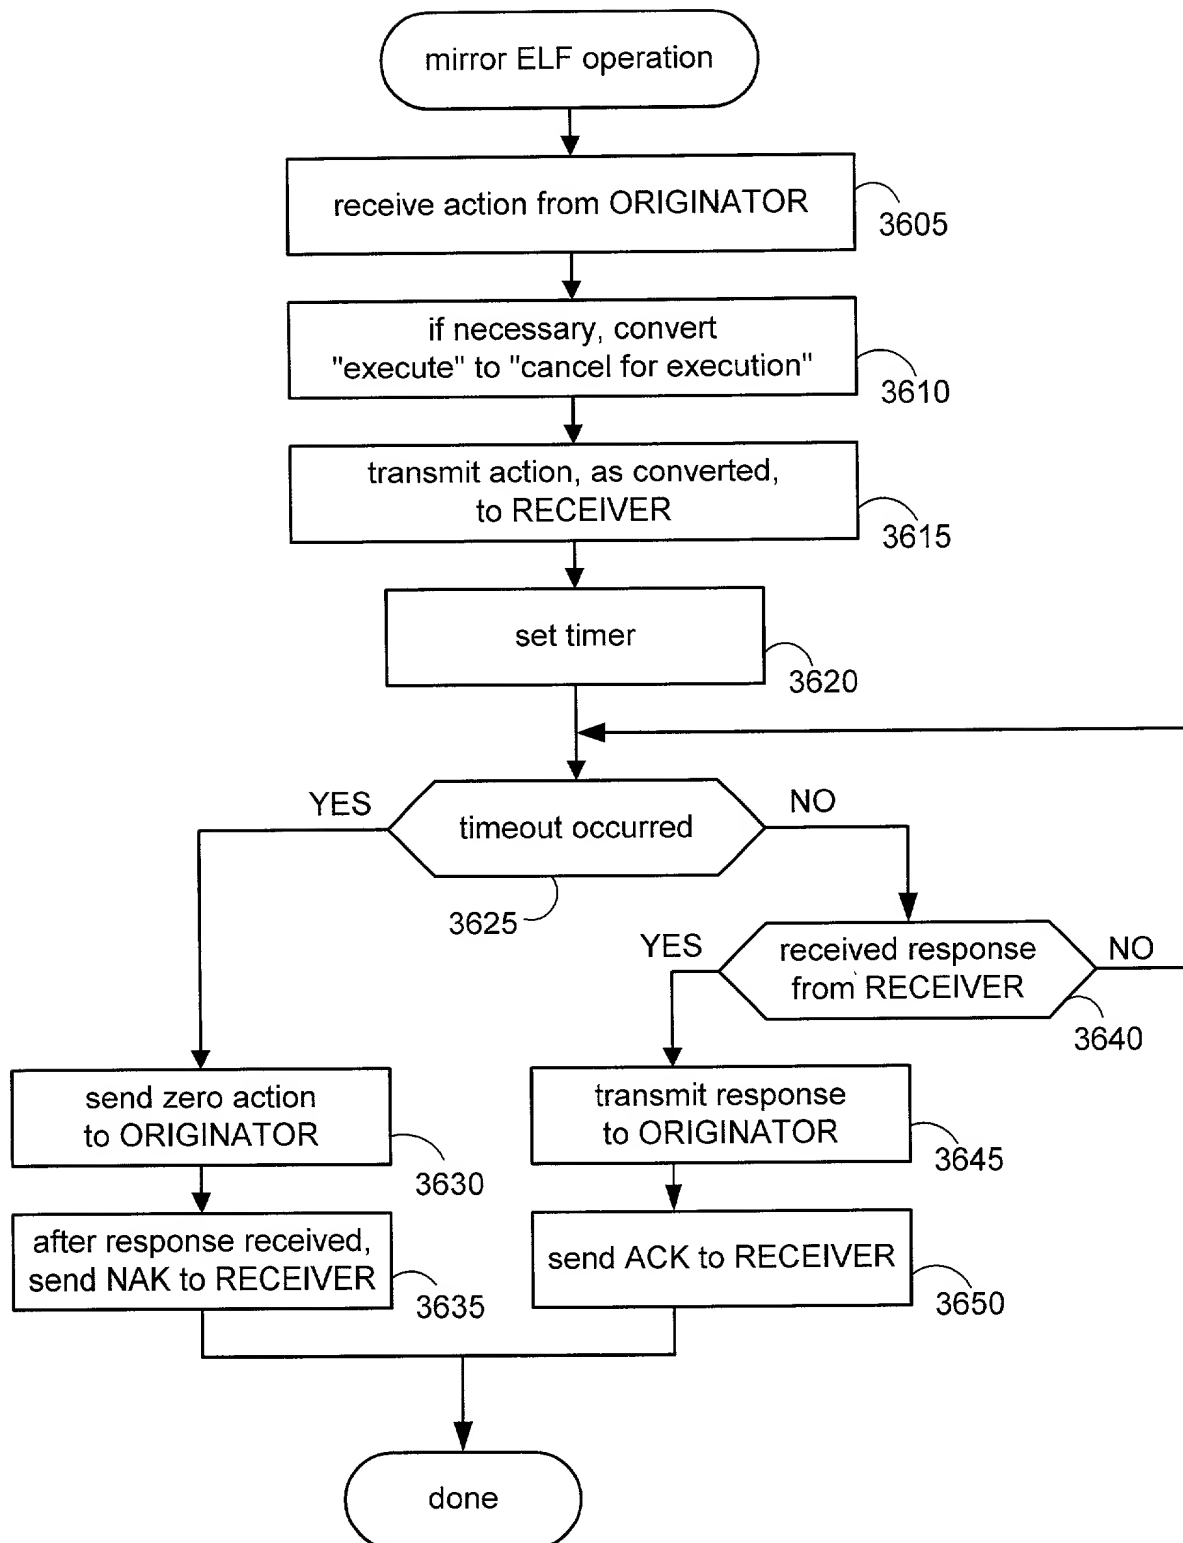 mirror ELF operation
receive action from ORIGINATOR
3605
if necessary, convert
"execute" to "cancel for execution"
3610
transmit action, as converted,
to RECEIVER
3615
set timer
3620
YES
timeout occurred
NO
3625
YES
received response
from RECEIVER
NO
3640
send zero action
to ORIGINATOR
3630
transmit response
to ORIGINATOR
3645
after response received,
send NAK to RECEIVER
3635
send ACK to RECEIVER
3650
done